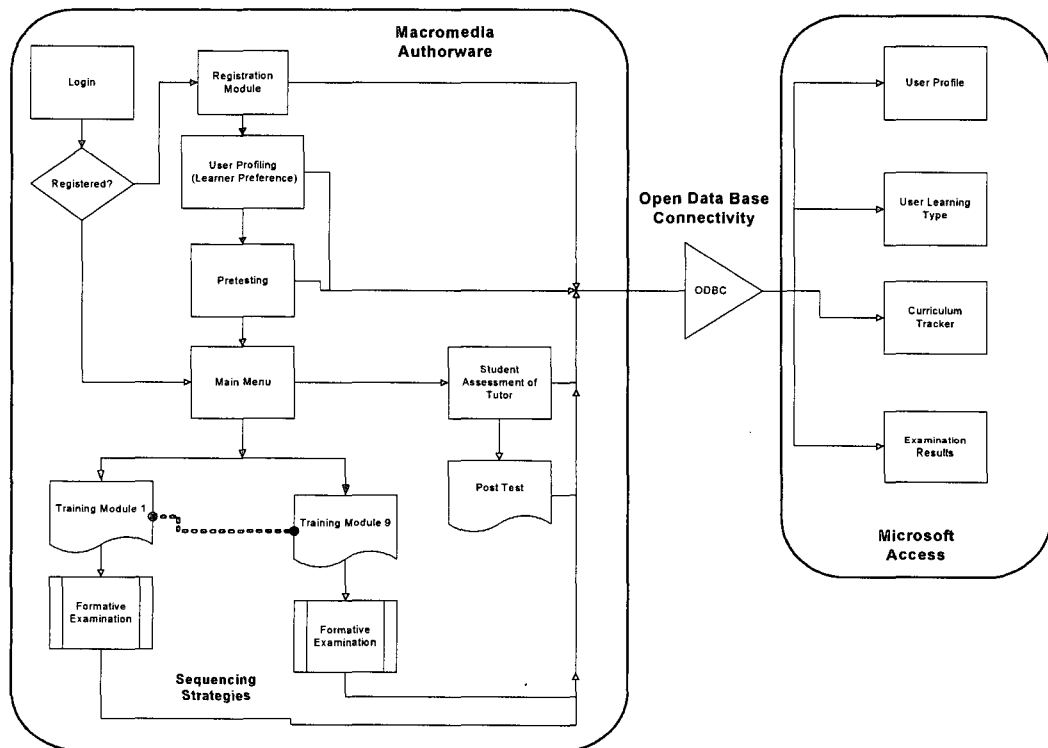 Macromedia
Authorware
Login
Registration
Module
User Profile
Registered?
User Profiling
(Learner Preference)
Open Data Base
Connectivity
User Learning
Type
Pretesting
ODBC
Curriculum
Tracker
Main Menu
Student
Assessment of
Tutor
Examination
Results
Post Test
Training Module 1
Training Module 9
Microsoft
Access
Formative
Examination
Formative
Examination
Sequencing
Strategies